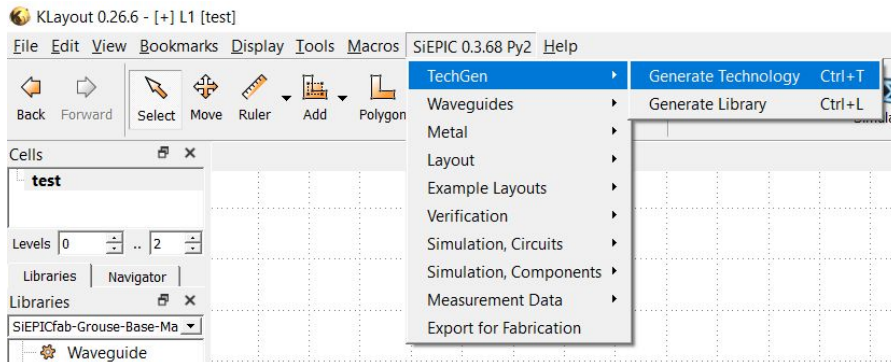 KLayout 0.26.6 - [+] L1 [test]
File Edit View Bookmarks Display Tools Macros SiEPIC 0.3.68 Py2 Help
Back Forward Select Move Ruler Add Polygon
TechGen
Waveguides
Metal
Layout
Example Layouts
Verification
Simulation, Circuits
Simulation, Components
Measurement Data
Export for Fabrication
Generate Technology Ctrl+T
Generate Library Ctrl+L
Cells
test
Levels 0 .. 2
Libraries Navigator
Libraries
SiEPICfab-Grouse-Base-Ma
Waveguide